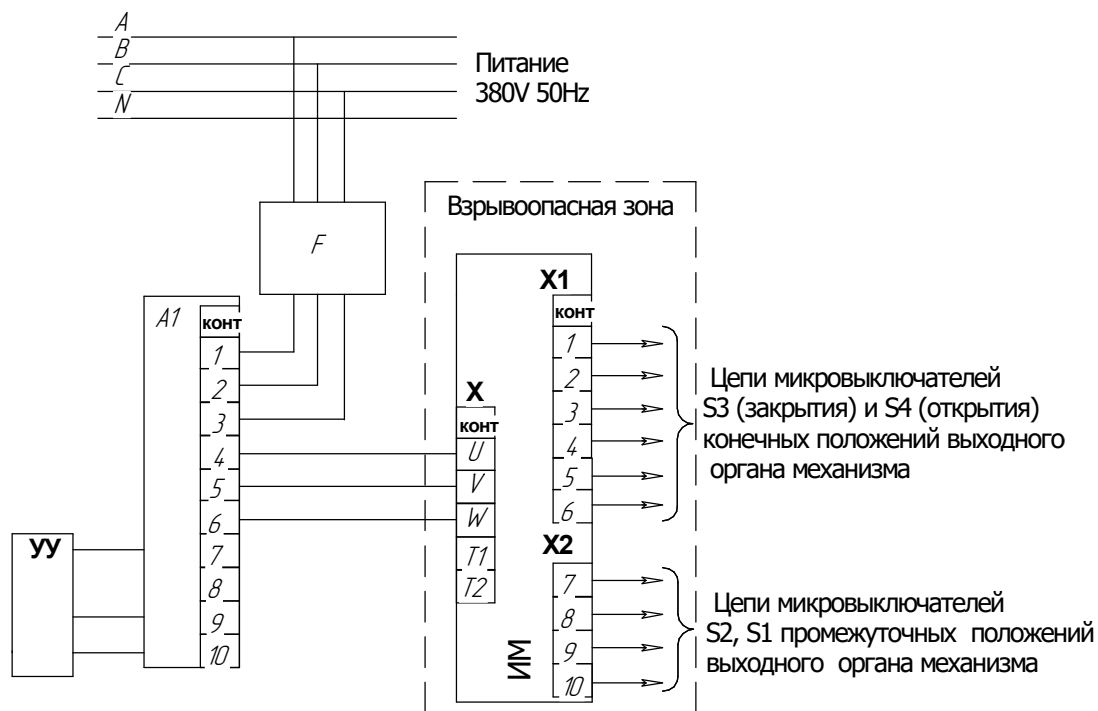 A
B
C
N
Питание
380V 50Hz
Взрывоопасная зона
F
A1
конт
1
2
3
4
5
6
7
8
9
10
УУ
X
конт
U
V
W
T1
T2
ИМ
X1
конт
1
2
3
4
5
6
X2
7
8
9
10
Цепи микровыключателей
S3 (закрытия) и S4 (открытия)
конечных положений выходного
органа механизма
Цепи микровыключателей
S2, S1 промежуточных положений
выходного органа механизма